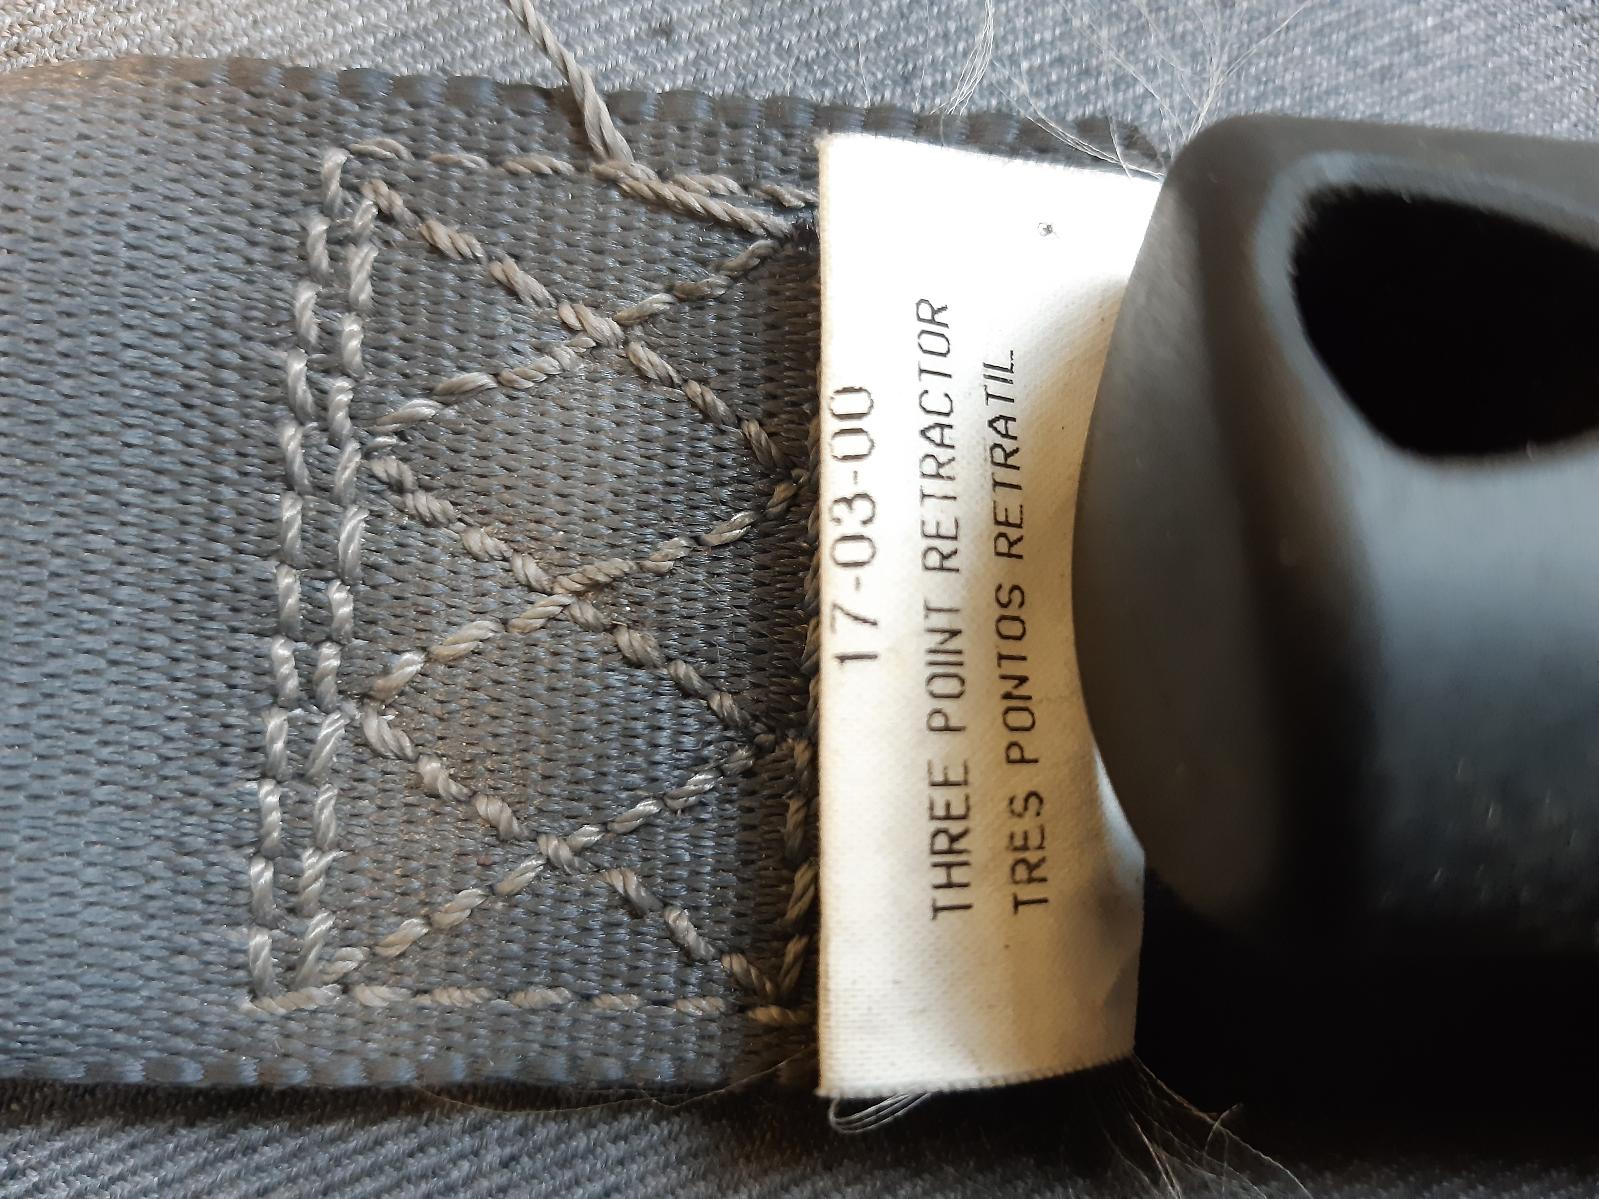 17-03-00
THREE POINT RETRACTOR
TRES PONTOS RETRATIL